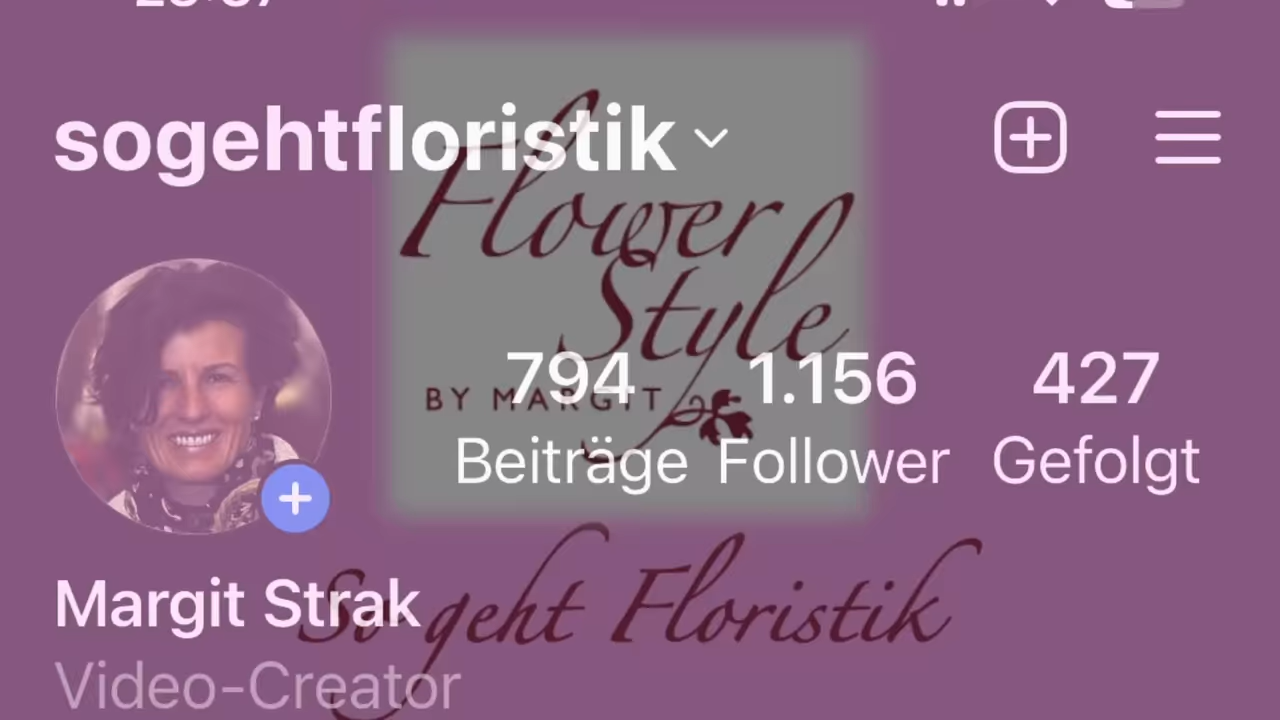 sogehtfloristik
Flower
Style
BY MARGIT
794 1.156 427
Beiträge Follower Gefolgt
Margit Strak
So geht Floristik
Video-Creator